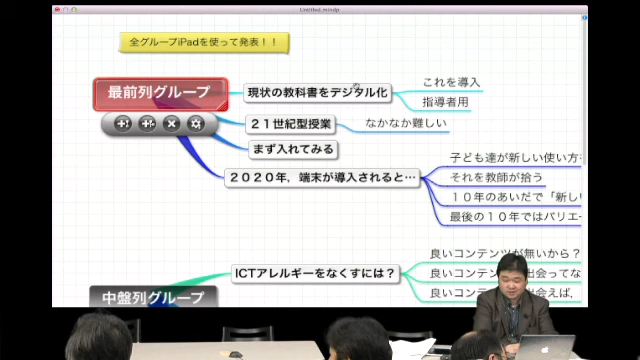 Untitled.mindp
全グループiPadを使って発表！！
最前列グループ
現状の教科書をデジタル化
これを導入
指導者用
２１世紀型授業
なかなか難しい
まず入れてみる
２０２０年，端末が導入されると…
子ども達が新しい使い方
それを教師が拾う
１０年のあいだで「新し
最後の１０年ではバリエー
中盤列グループ
ICTアレルギーをなくすには？
良いコンテンツが無いから？
良いコンテン
出会ってな
良いコンテン
出会えば，